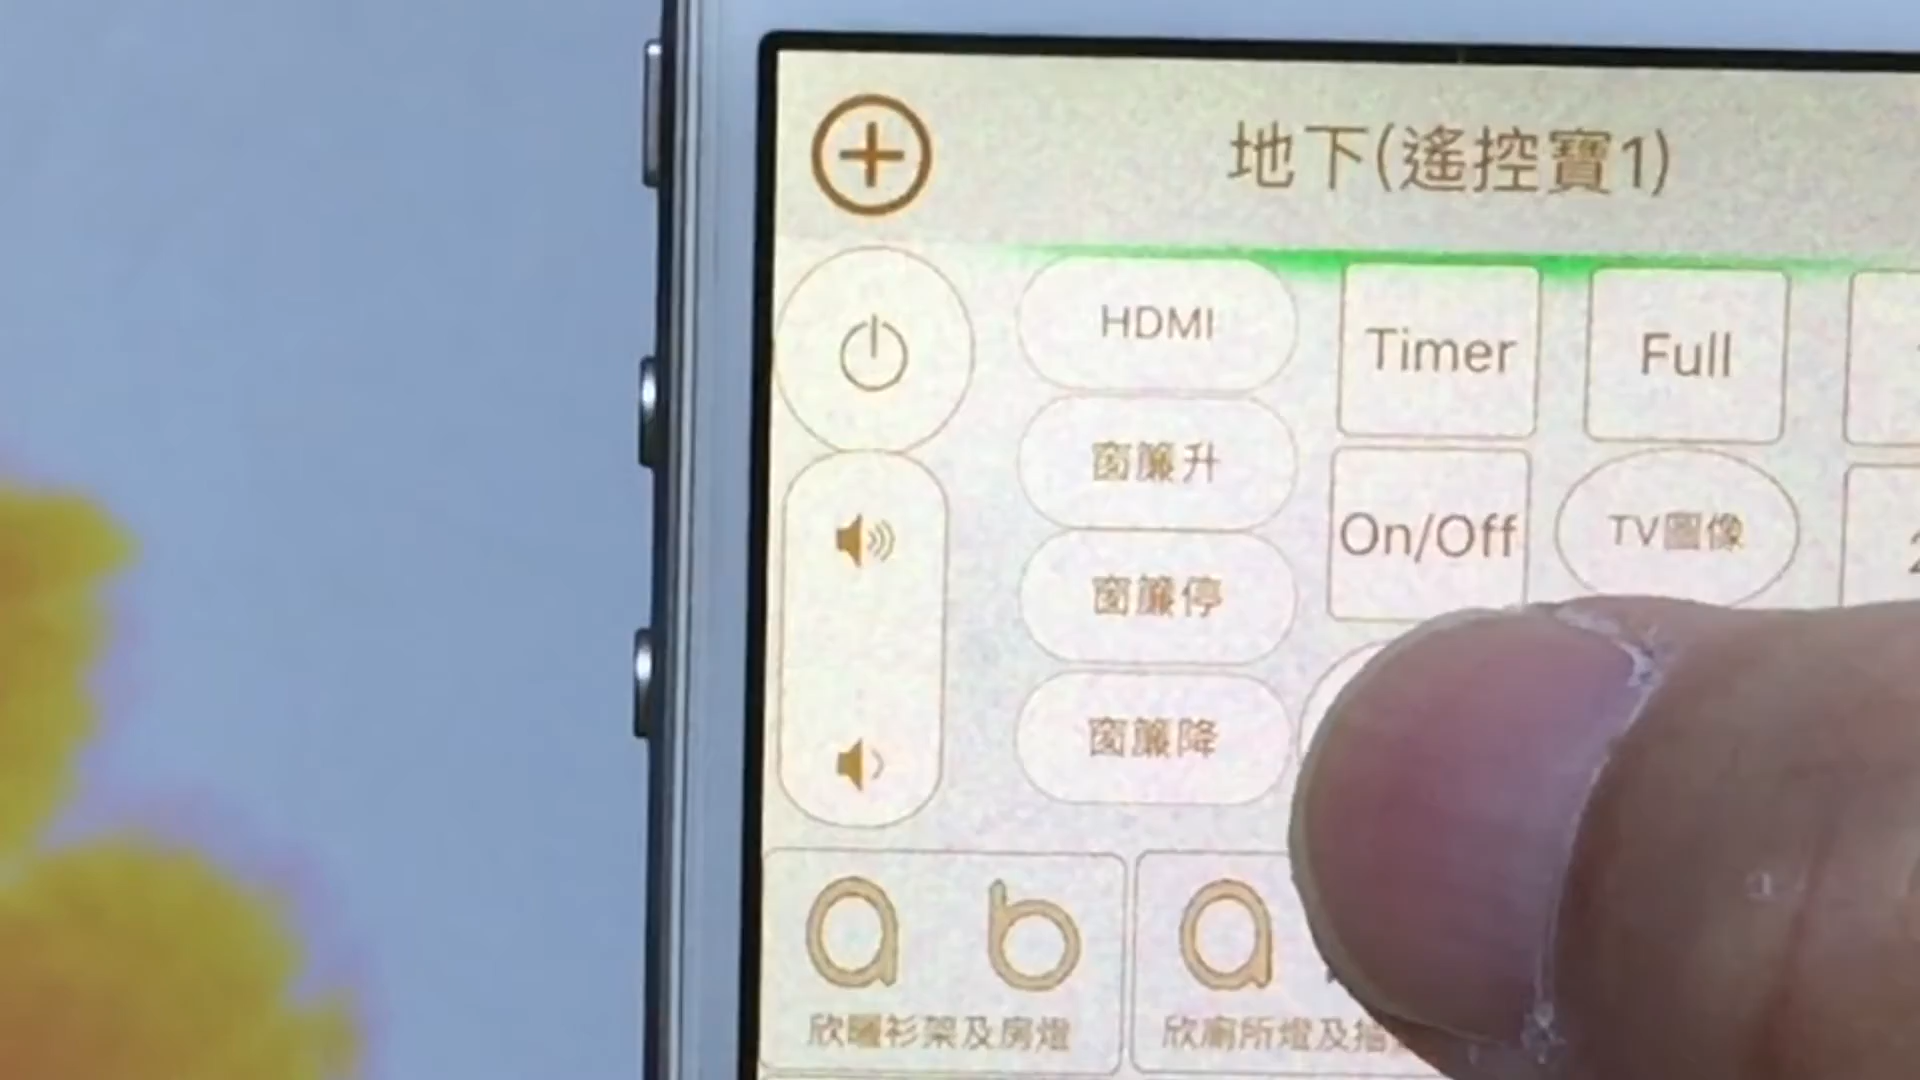 地下(遙控寶1)
HDMI
Timer
Full
窗簾升
On/Off
TV圖像
窗簾停
窗簾降
a b
a
欣曬衫架及房燈
欣廁所燈及抽